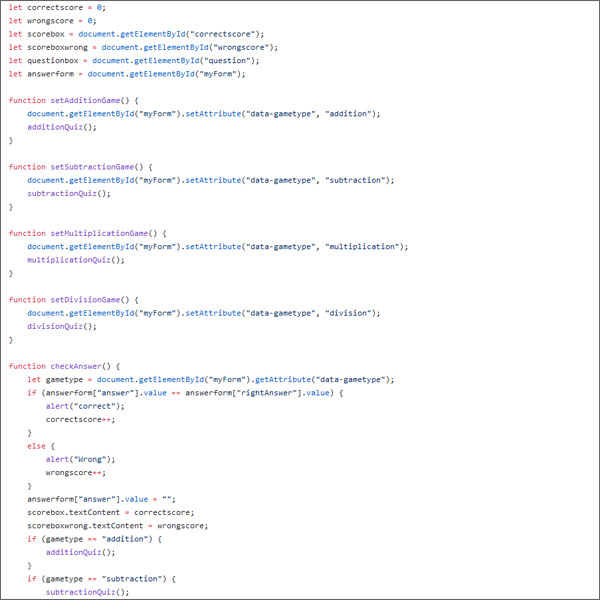 let correctscore = 0;
let wrongscore = 0;
let scorebox = document.getElementById("correctscore");
let scoreboxwrong = document.getElementById("wrongscore");
let questionbox = document.getElementById("question");
let answerform = document.getElementById("myForm");

function setAdditionGame() {
    document.getElementById("myForm").setAttribute("data-gametype", "addition");
    additionQuiz();
}

function setSubtractionGame() {
    document.getElementById("myForm").setAttribute("data-gametype", "subtraction");
    subtractionQuiz();
}

function setMultiplicationGame() {
    document.getElementById("myForm").setAttribute("data-gametype", "multiplication");
    multiplicationQuiz();
}

function setDivisionGame() {
    document.getElementById("myForm").setAttribute("data-gametype", "division");
    divisionQuiz();
}

function checkAnswer() {
    let gametype = document.getElementById("myForm").getAttribute("data-gametype");
    if (answerform["answer"].value == answerform["rightAnswer"].value) {
        alert("correct");
        correctscore++;
    }
    else {
        alert("Wrong");
        wrongscore++;
    }
    answerform["answer"].value = "";
    scorebox.textContent = correctscore;
    scoreboxwrong.textContent = wrongscore;
    if (gametype == "addition") {
        additionQuiz();
    }
    if (gametype == "subtraction") {
        subtractionQuiz();